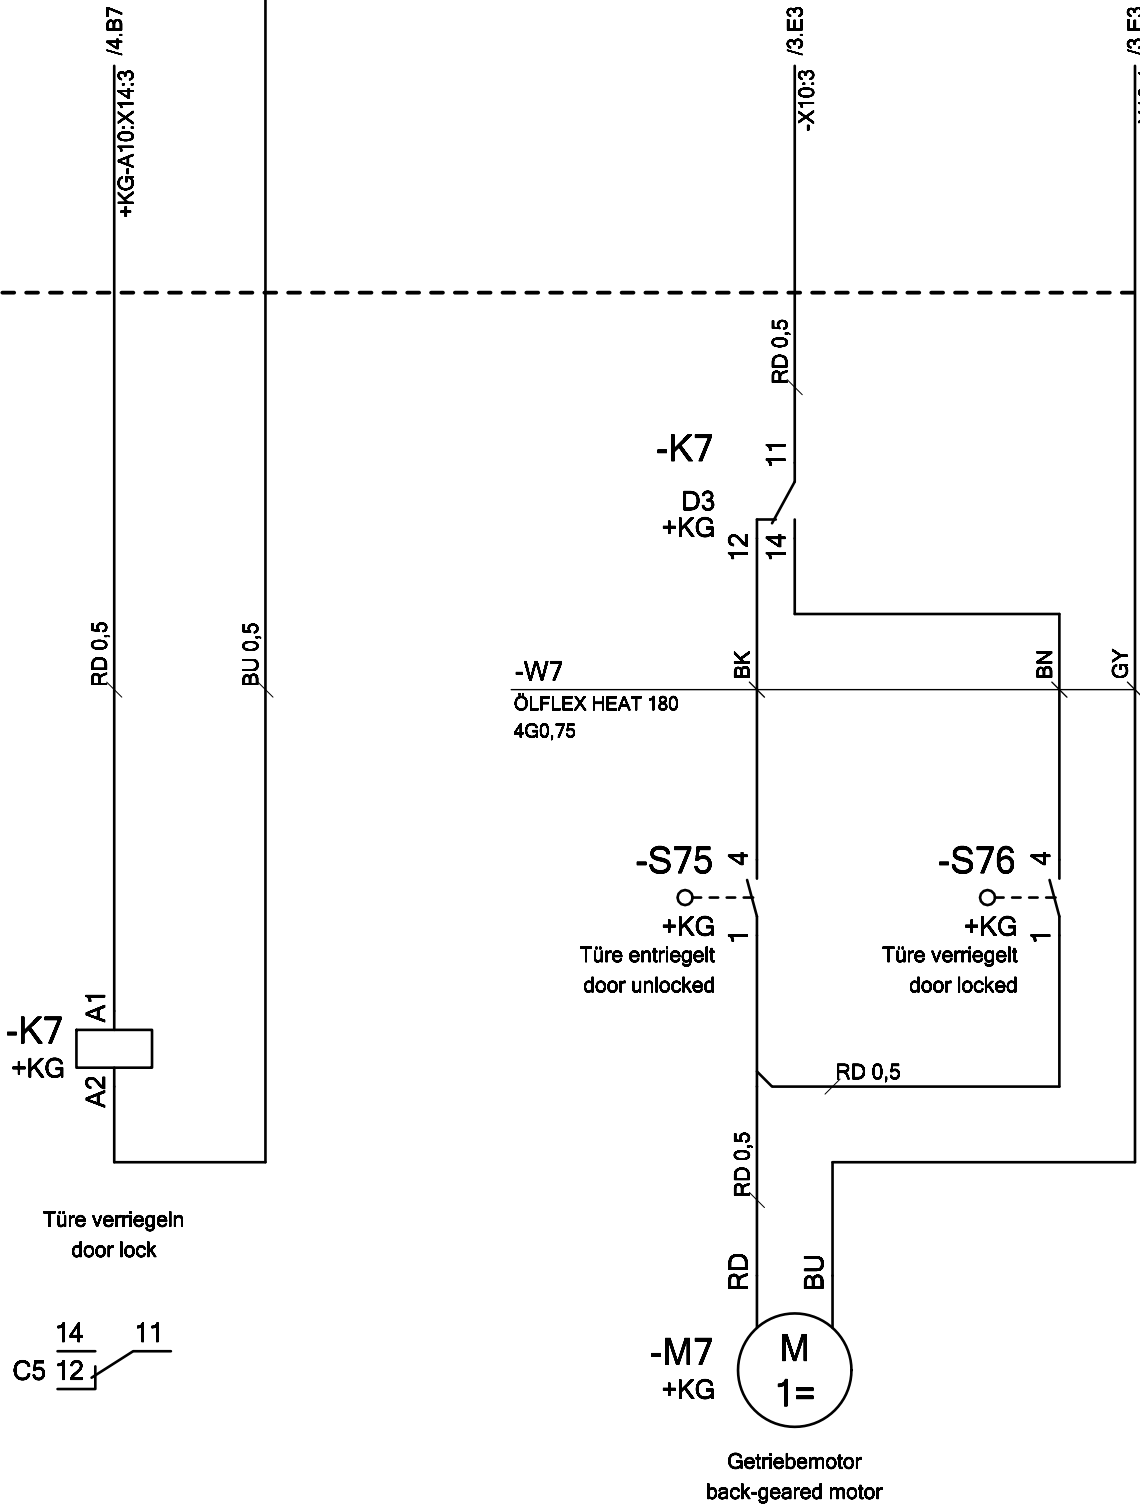 /4.B7
+KG-A10:X14:3
/3.E3
-X10:3
/3.E3
RD 0,5
-K7
11
D3
+KG
12
14
RD 0,5
BU 0,5
-W7
BK
BN
GY
ÖLFLEX HEAT 180
4G0,75
-S75
4
+KG
1
Türe entriegelt
door unlocked
-S76
4
+KG
1
Türe verriegelt
door locked
A1
-K7
+KG
A2
RD 0,5
RD 0,5
Türe verriegeln
door lock
RD
BU
14
11
C5
12
-M7
+KG
M
1=
Getriebemotor
back-geared motor